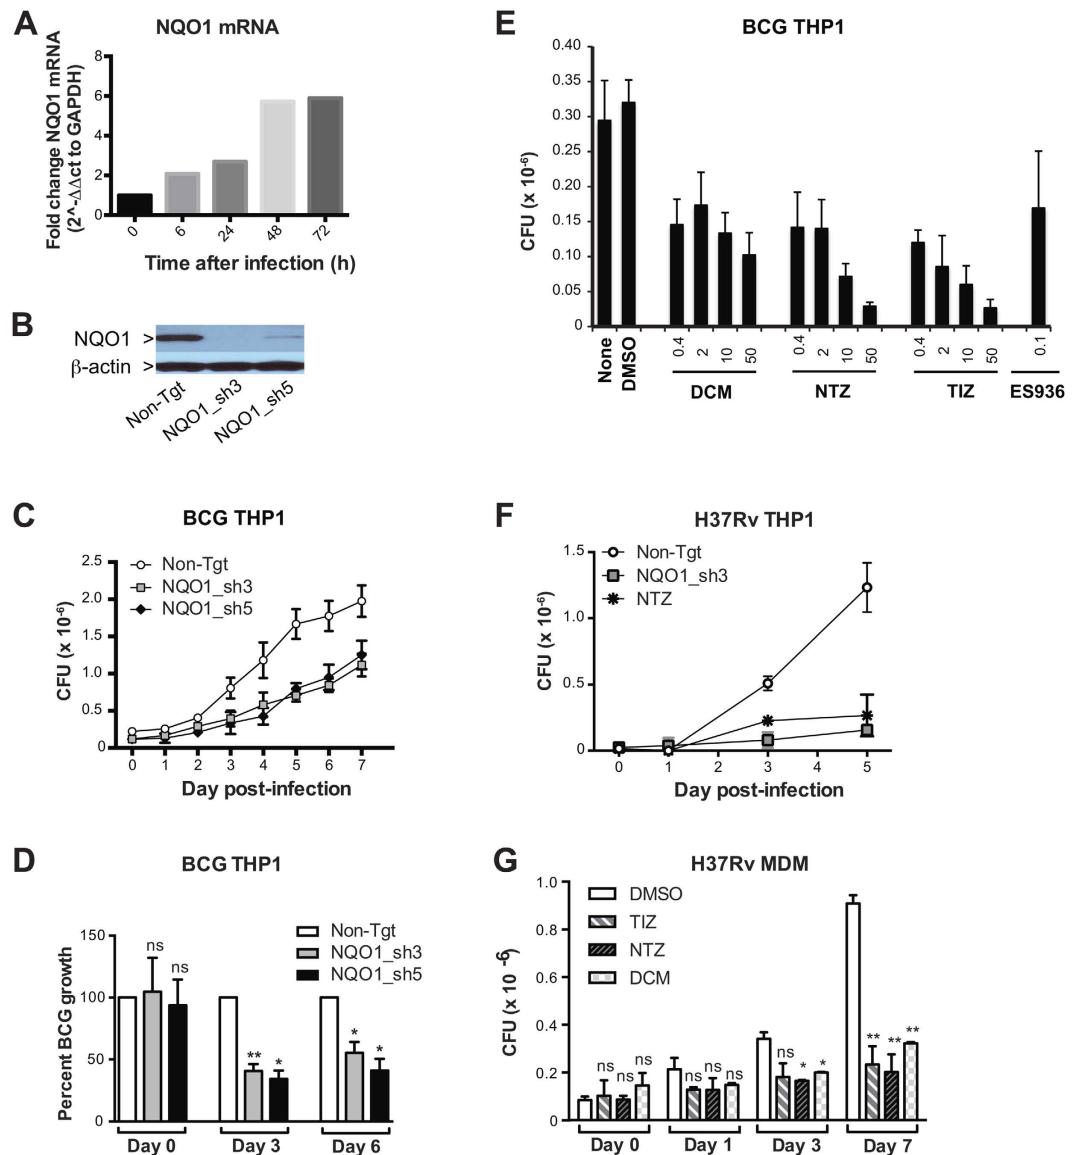 A
NQO1 mRNA
Fold change NQO1 mRNA
(2^-ΔΔct to GAPDH)
8
6
4
2
0
0 6 24 48 72
Time after infection (h)
B
NQO1 >
β-actin >
Non-Tgt NQO1_sh3 NQO1_sh5
C
BCG THP1
CFU (x 10-6)
2.5
2.0
1.5
1.0
0.5
0
Non-Tgt
NQO1_sh3
NQO1_sh5
0 1 2 3 4 5 6 7
Day post-infection
D
BCG THP1
Percent BCG growth
150
100
50
0
Non-Tgt
NQO1_sh3
NQO1_sh5
ns ns
** *
* *
Day 0 Day 3 Day 6
E
BCG THP1
CFU (x 10-6)
0.40
0.35
0.30
0.25
0.20
0.15
0.10
0.05
0
None DMSO 0.4 2 10 50 0.4 2 10 50 0.4 2 10 50 0.1
DCM NTZ TIZ ES936
F
H37Rv THP1
CFU (x 10-6)
1.5
1.0
0.5
0
Non-Tgt
NQO1_sh3
NTZ
0 1 2 3 4 5
Day post-infection
G
H37Rv MDM
CFU (x 10 -6)
1.0
0.8
0.6
0.4
0.2
0
DMSO
TIZ
NTZ
DCM
ns ns ns
ns ns ns
ns * *
** ** **
Day 0 Day 1 Day 3 Day 7